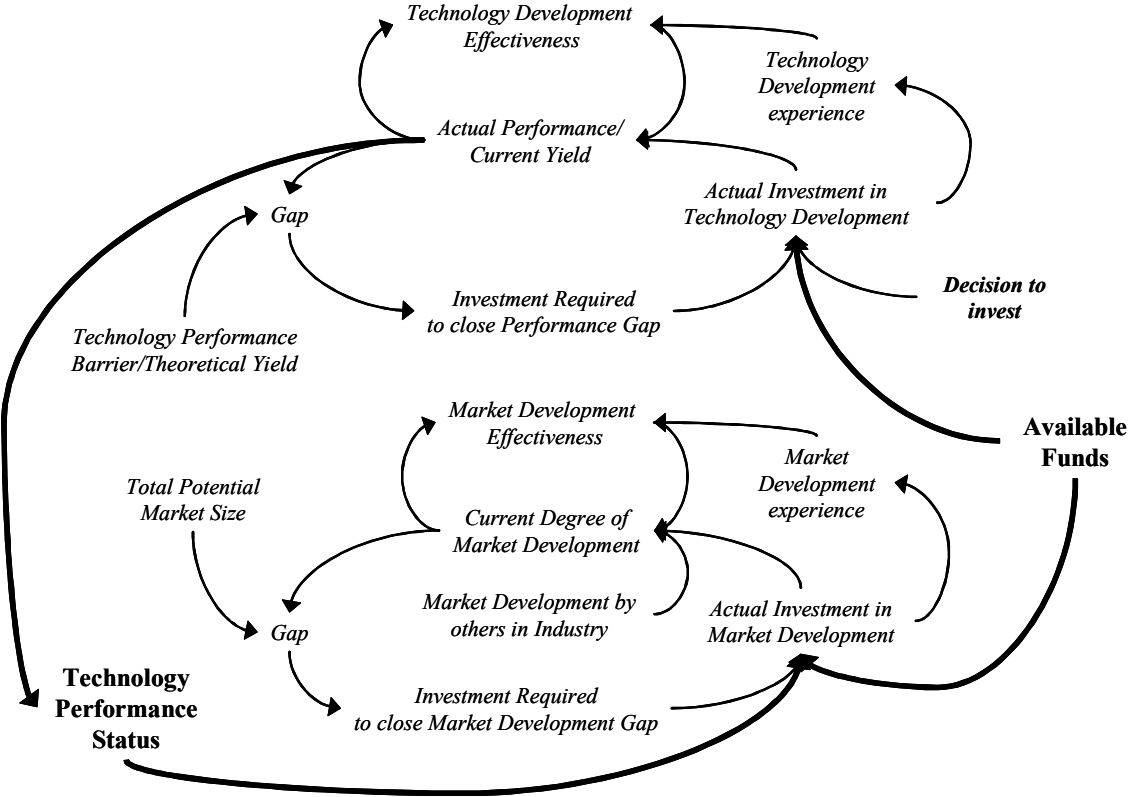 Technology Development
Effectiveness
Technology
Development
experience
Actual Performance/
Current Yield
Actual Investment in
Technology Development
Gap
Decision to
invest
Investment Required
to close Performance Gap
Technology Performance
Barrier/Theoretical Yield
Market Development
Effectiveness
Available
Funds
Market
Development
experience
Total Potential
Market Size
Current Degree of
Market Development
Market Development by
others in Industry
Actual Investment in
Market Development
Gap
Technology
Performance
Status
Investment Required
to close Market Development Gap